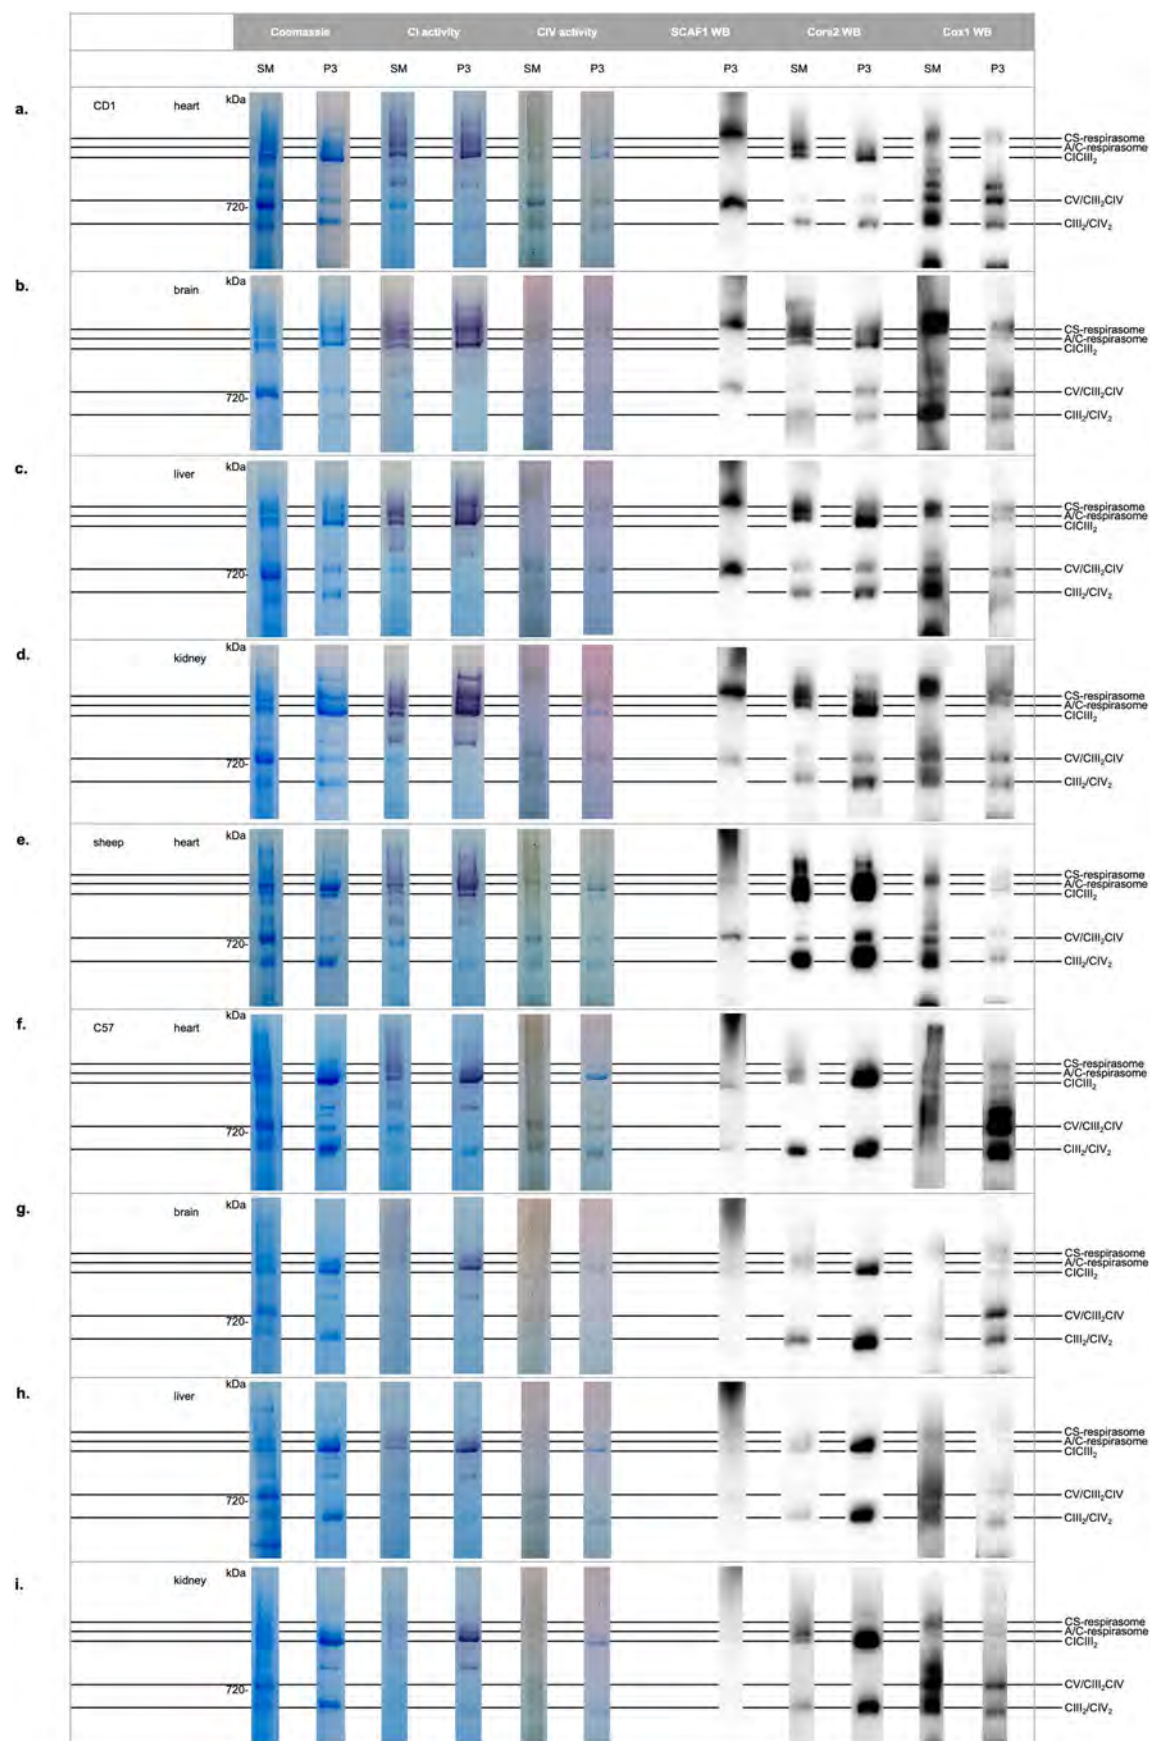 Coomassie CI activity CIV activity SCAF1 WB Core2 WB Cox1 WB
SM P3 SM P3 SM P3 P3 SM P3 SM P3
a. CD1 heart kDa
CS-respirasome
A/C-respirasome
CICIII₂
720- CV/CIII₂CIV
CIII₂/CIV₂
b. brain kDa
CS-respirasome
A/C-respirasome
CICIII₂
720- CV/CIII₂CIV
CIII₂/CIV₂
c. liver kDa
CS-respirasome
A/C-respirasome
CICIII₂
720- CV/CIII₂CIV
CIII₂/CIV₂
d. kidney kDa
CS-respirasome
A/C-respirasome
CICIII₂
720- CV/CIII₂CIV
CIII₂/CIV₂
e. sheep heart kDa
CS-respirasome
A/C-respirasome
CICIII₂
720- CV/CIII₂CIV
CIII₂/CIV₂
f. C57 heart kDa
CS-respirasome
A/C-respirasome
CICIII₂
720- CV/CIII₂CIV
CIII₂/CIV₂
g. brain kDa
CS-respirasome
A/C-respirasome
CICIII₂
720- CV/CIII₂CIV
CIII₂/CIV₂
h. liver kDa
CS-respirasome
A/C-respirasome
CICIII₂
720- CV/CIII₂CIV
CIII₂/CIV₂
i. kidney kDa
CS-respirasome
A/C-respirasome
CICIII₂
720- CV/CIII₂CIV
CIII₂/CIV₂